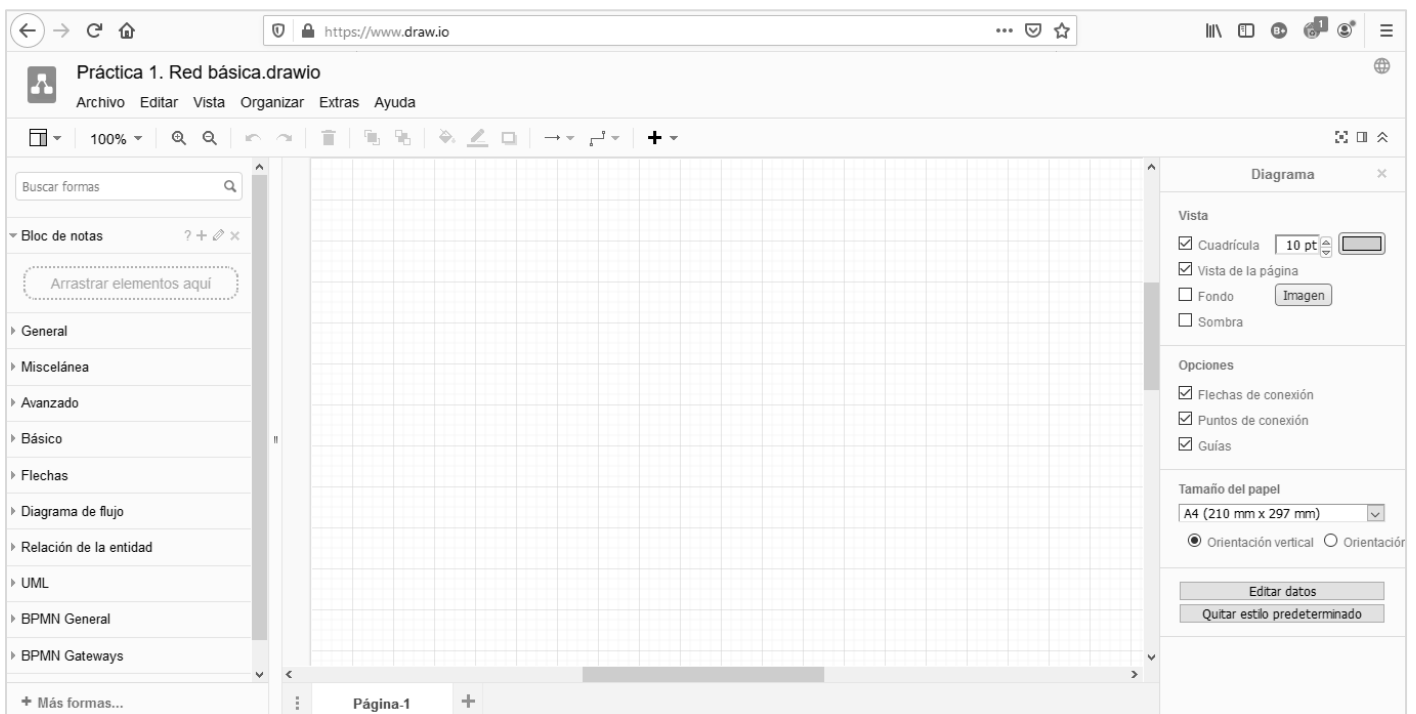 https://www.draw.io
1
Práctica 1. Red básica.drawio
Archivo Editar Vista Organizar Extras Ayuda
100%
Buscar formas
Bloc de notas
Arrastrar elementos aquí
General
Miscelánea
Avanzado
Básico
Flechas
Diagrama de flujo
Relación de la entidad
UML
BPMN General
BPMN Gateways
+ Más formas...
Página-1
Diagrama
Vista
Cuadrícula 10 pt
Vista de la página
Fondo Imagen
Sombra
Opciones
Flechas de conexión
Puntos de conexión
Guías
Tamaño del papel
A4 (210 mm x 297 mm)
Orientación vertical Orientación
Editar datos
Quitar estilo predeterminado